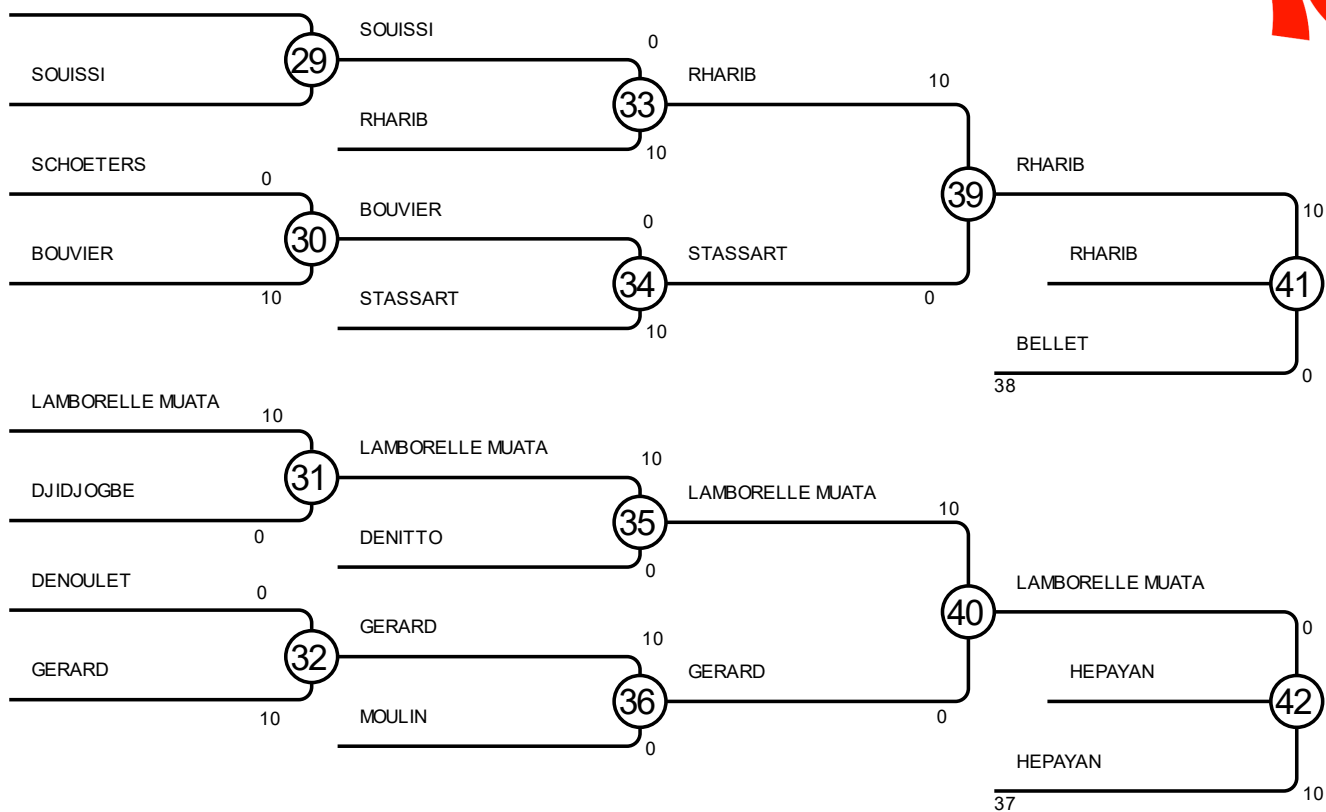 SOUISSI
0
29
SOUISSI
RHARIB
10
33
RHARIB
10
SCHOETERS
0
RHARIB
39
BOUVIER
0
10
30
BOUVIER
STASSART
RHARIB
10
34
41
STASSART
0
10
BELLET
38
0
LAMBORELLE MUATA
10
LAMBORELLE MUATA
10
31
DJIDJOGBE
LAMBORELLE MUATA
10
35
0
DENITTO
0
DENOULET
0
LAMBORELLE MUATA
40
GERARD
0
10
32
GERARD
GERARD
HEPAYAN
10
36
42
MOULIN
0
0
HEPAYAN
37
10